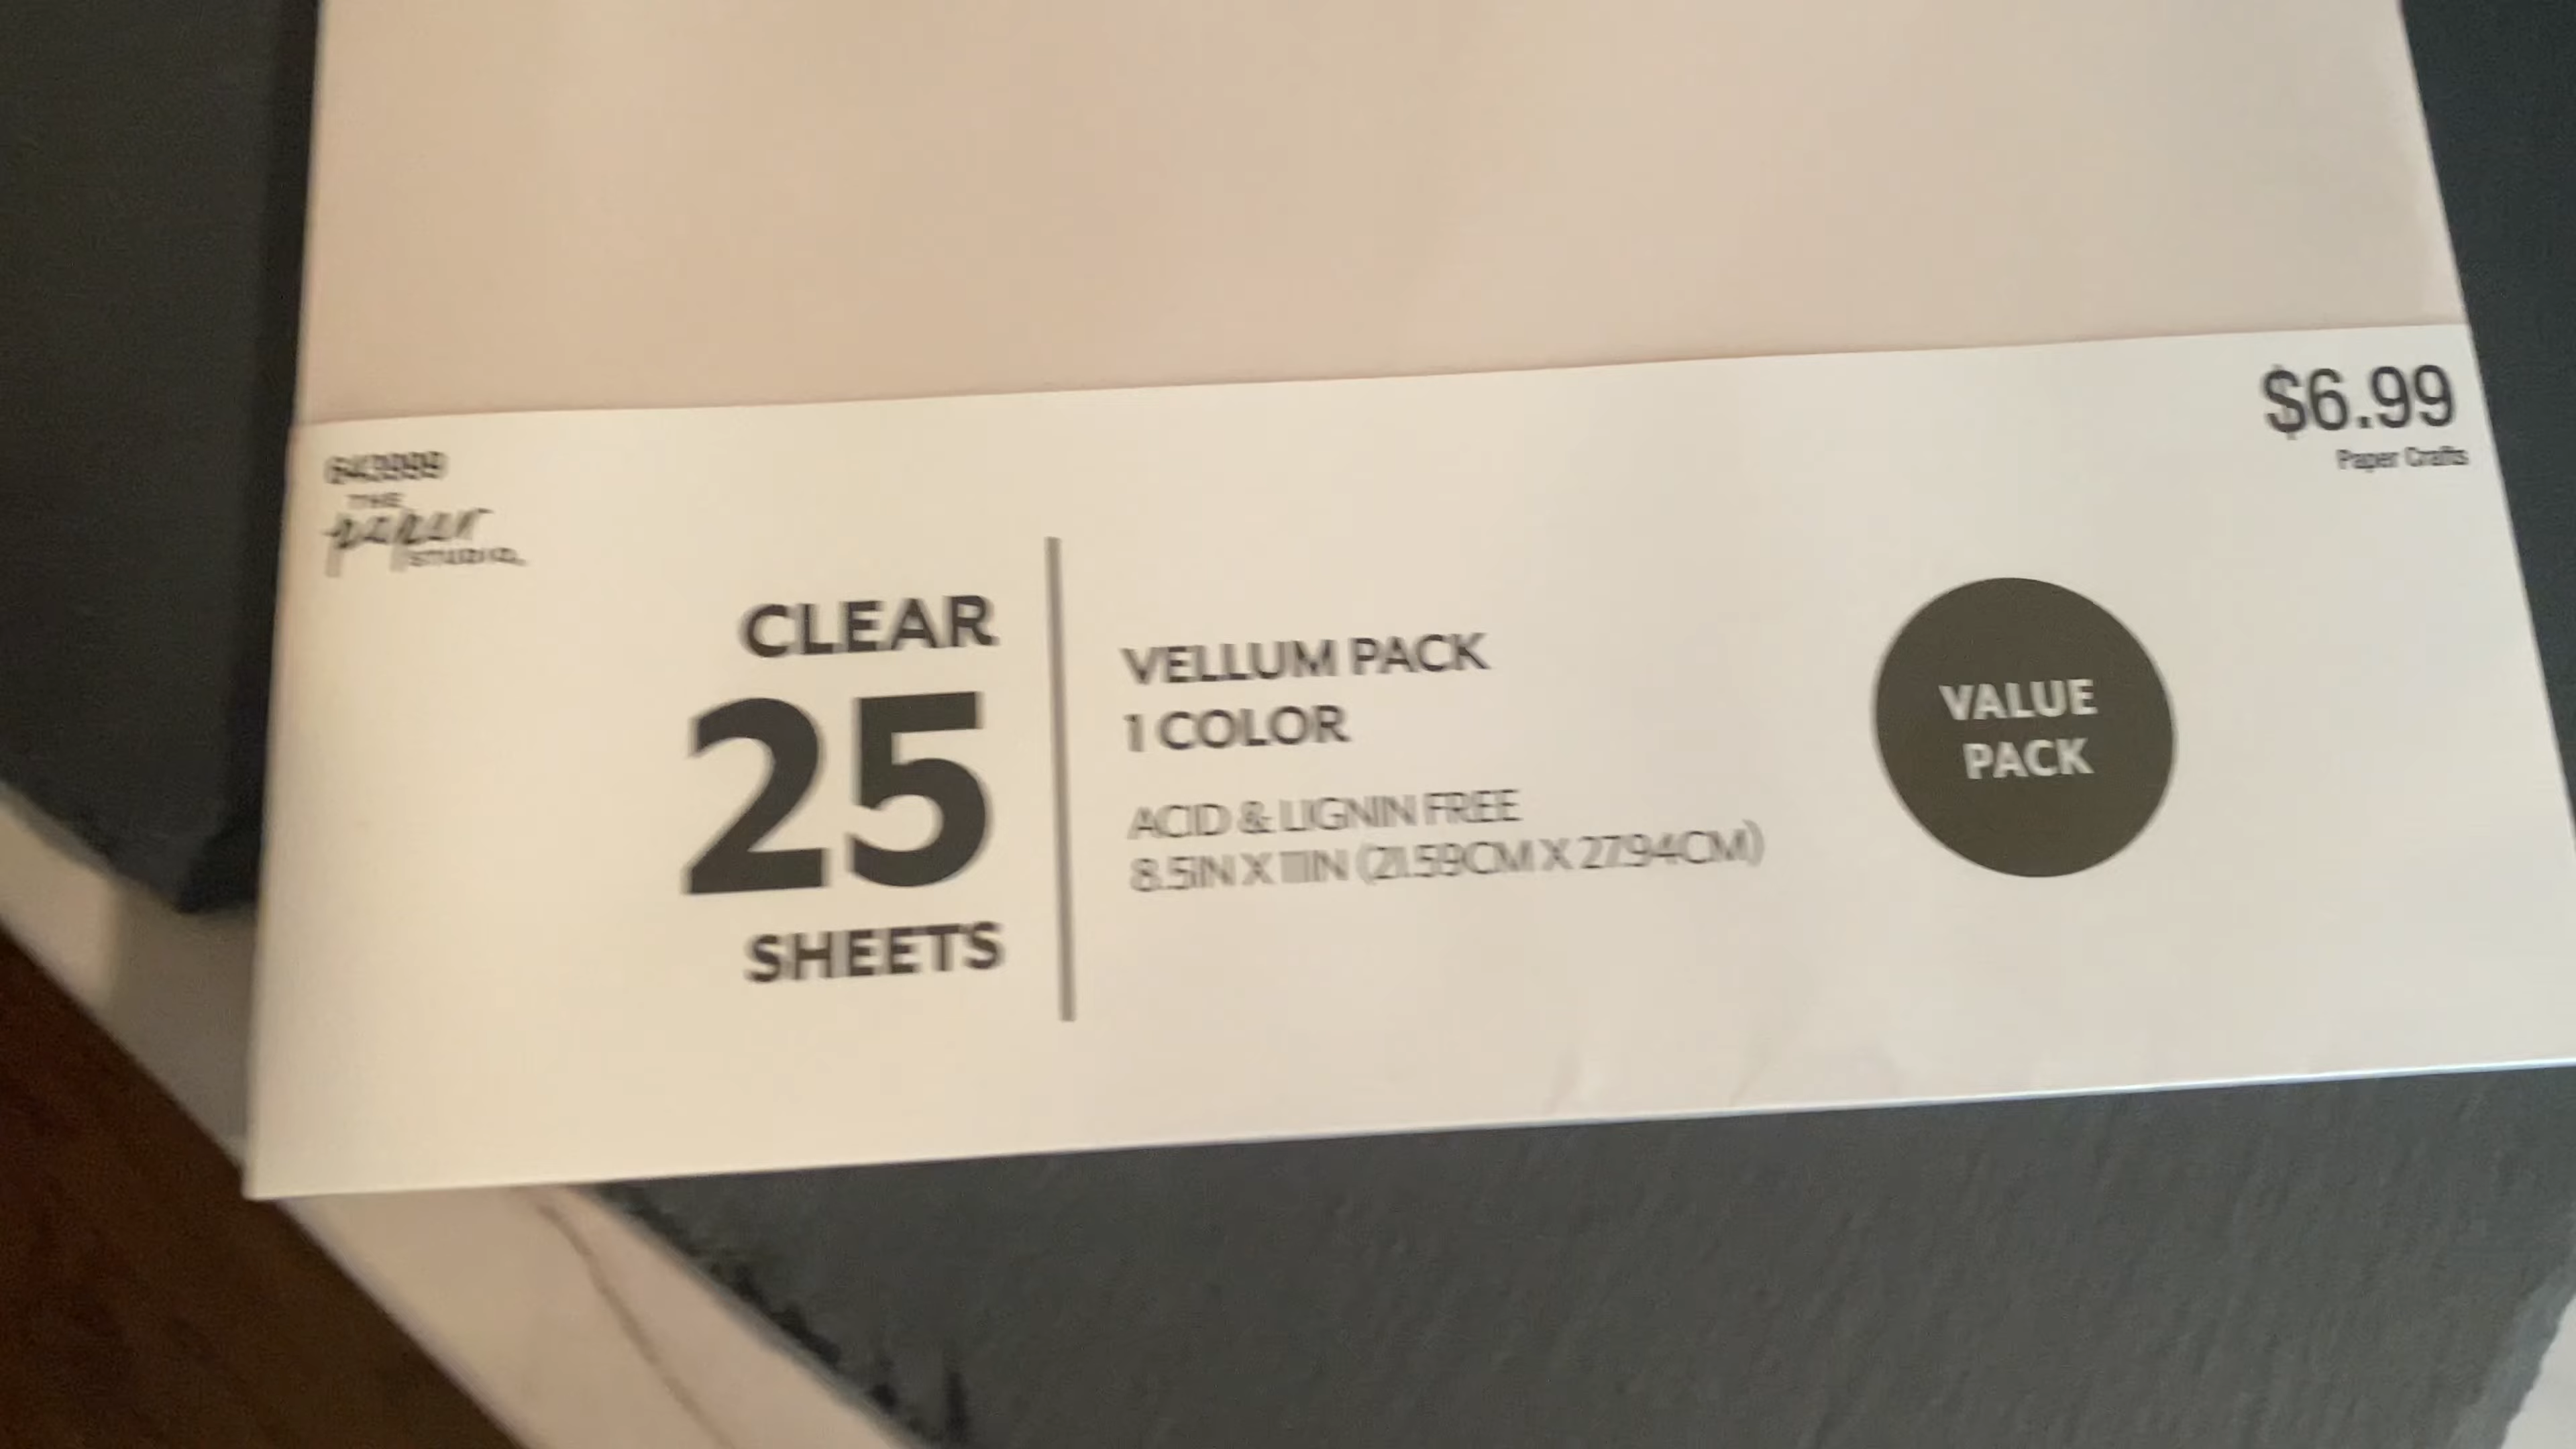 643999
THE
paper
STUDIO
$6.99
Paper Crafts
CLEAR
25
SHEETS
VELLUM PACK
1 COLOR
ACID & LIGNIN FREE
8.5IN X 11IN (21.59CM X 27.94CM)
VALUE
PACK